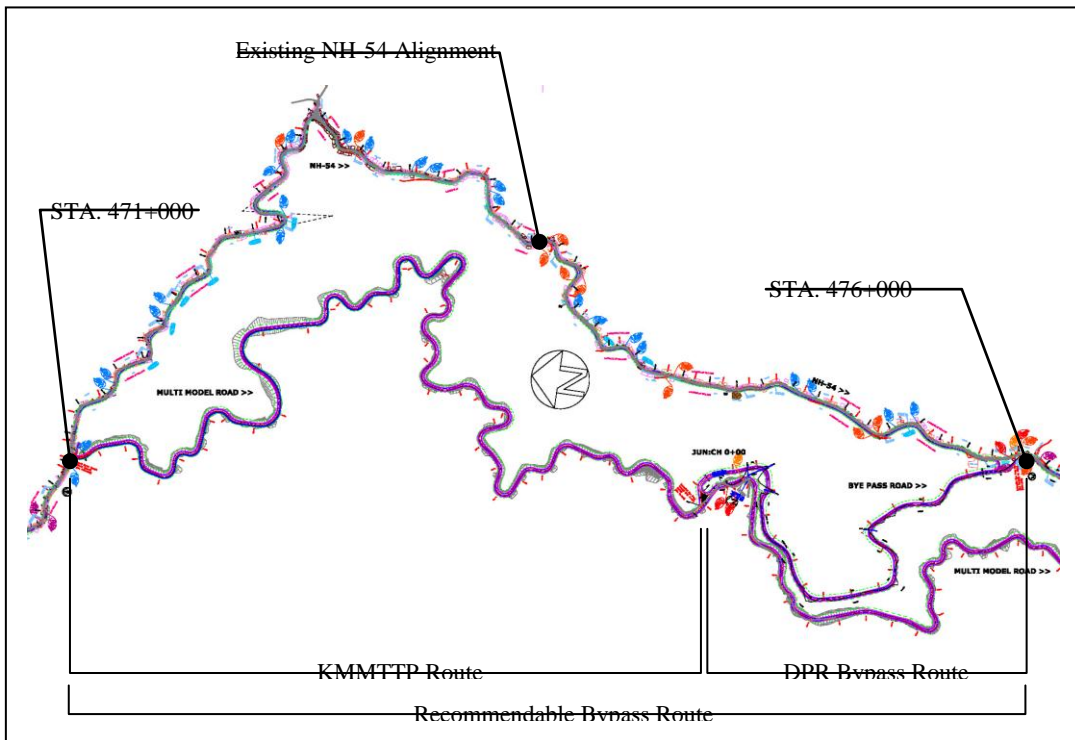 Existing NH-54 Alignment
NH-54 >>
STA. 471+000
STA. 476+000
MULTI MODEL ROAD >>
NH-54 >>
JUN:CH 0+00
BYE PASS ROAD >>
MULTI MODEL ROAD >>
KMMTTP Route
DPR Bypass Route
Recommendable Bypass Route